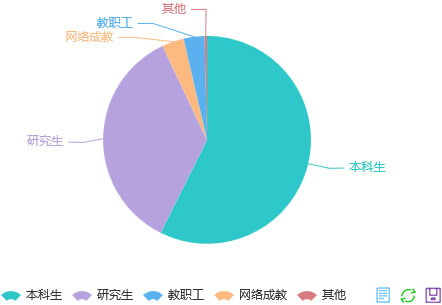 其他
教职工
网络成教
研究生
本科生
本科生 研究生 教职工 网络成教 其他